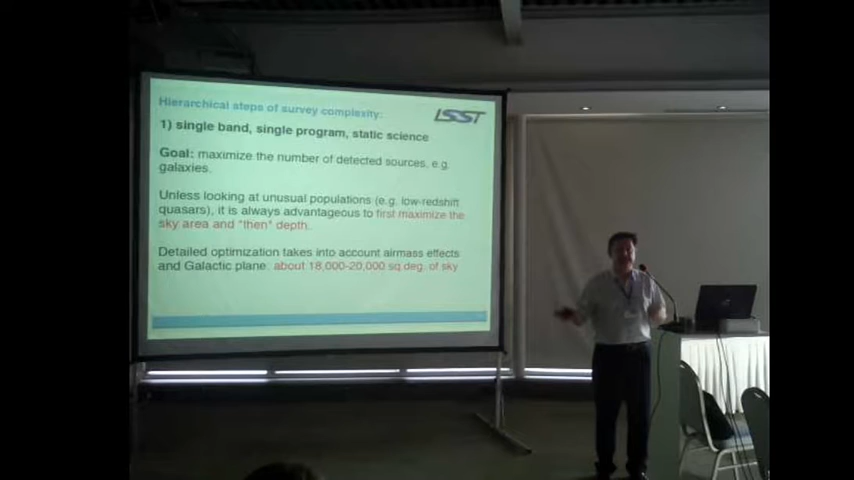 Hierarchical steps of survey complexity:
LSST
1) single band, single program, static science
Goal: maximize the number of detected sources, e.g.
galaxies.
Unless looking at unusual populations (e.g. low-redshift
quasars), it is always advantageous to first maximize the
sky area and "then" depth.
Detailed optimization takes into account airmass effects
and Galactic plane: about 18,000-20,000 sq.deg. of sky